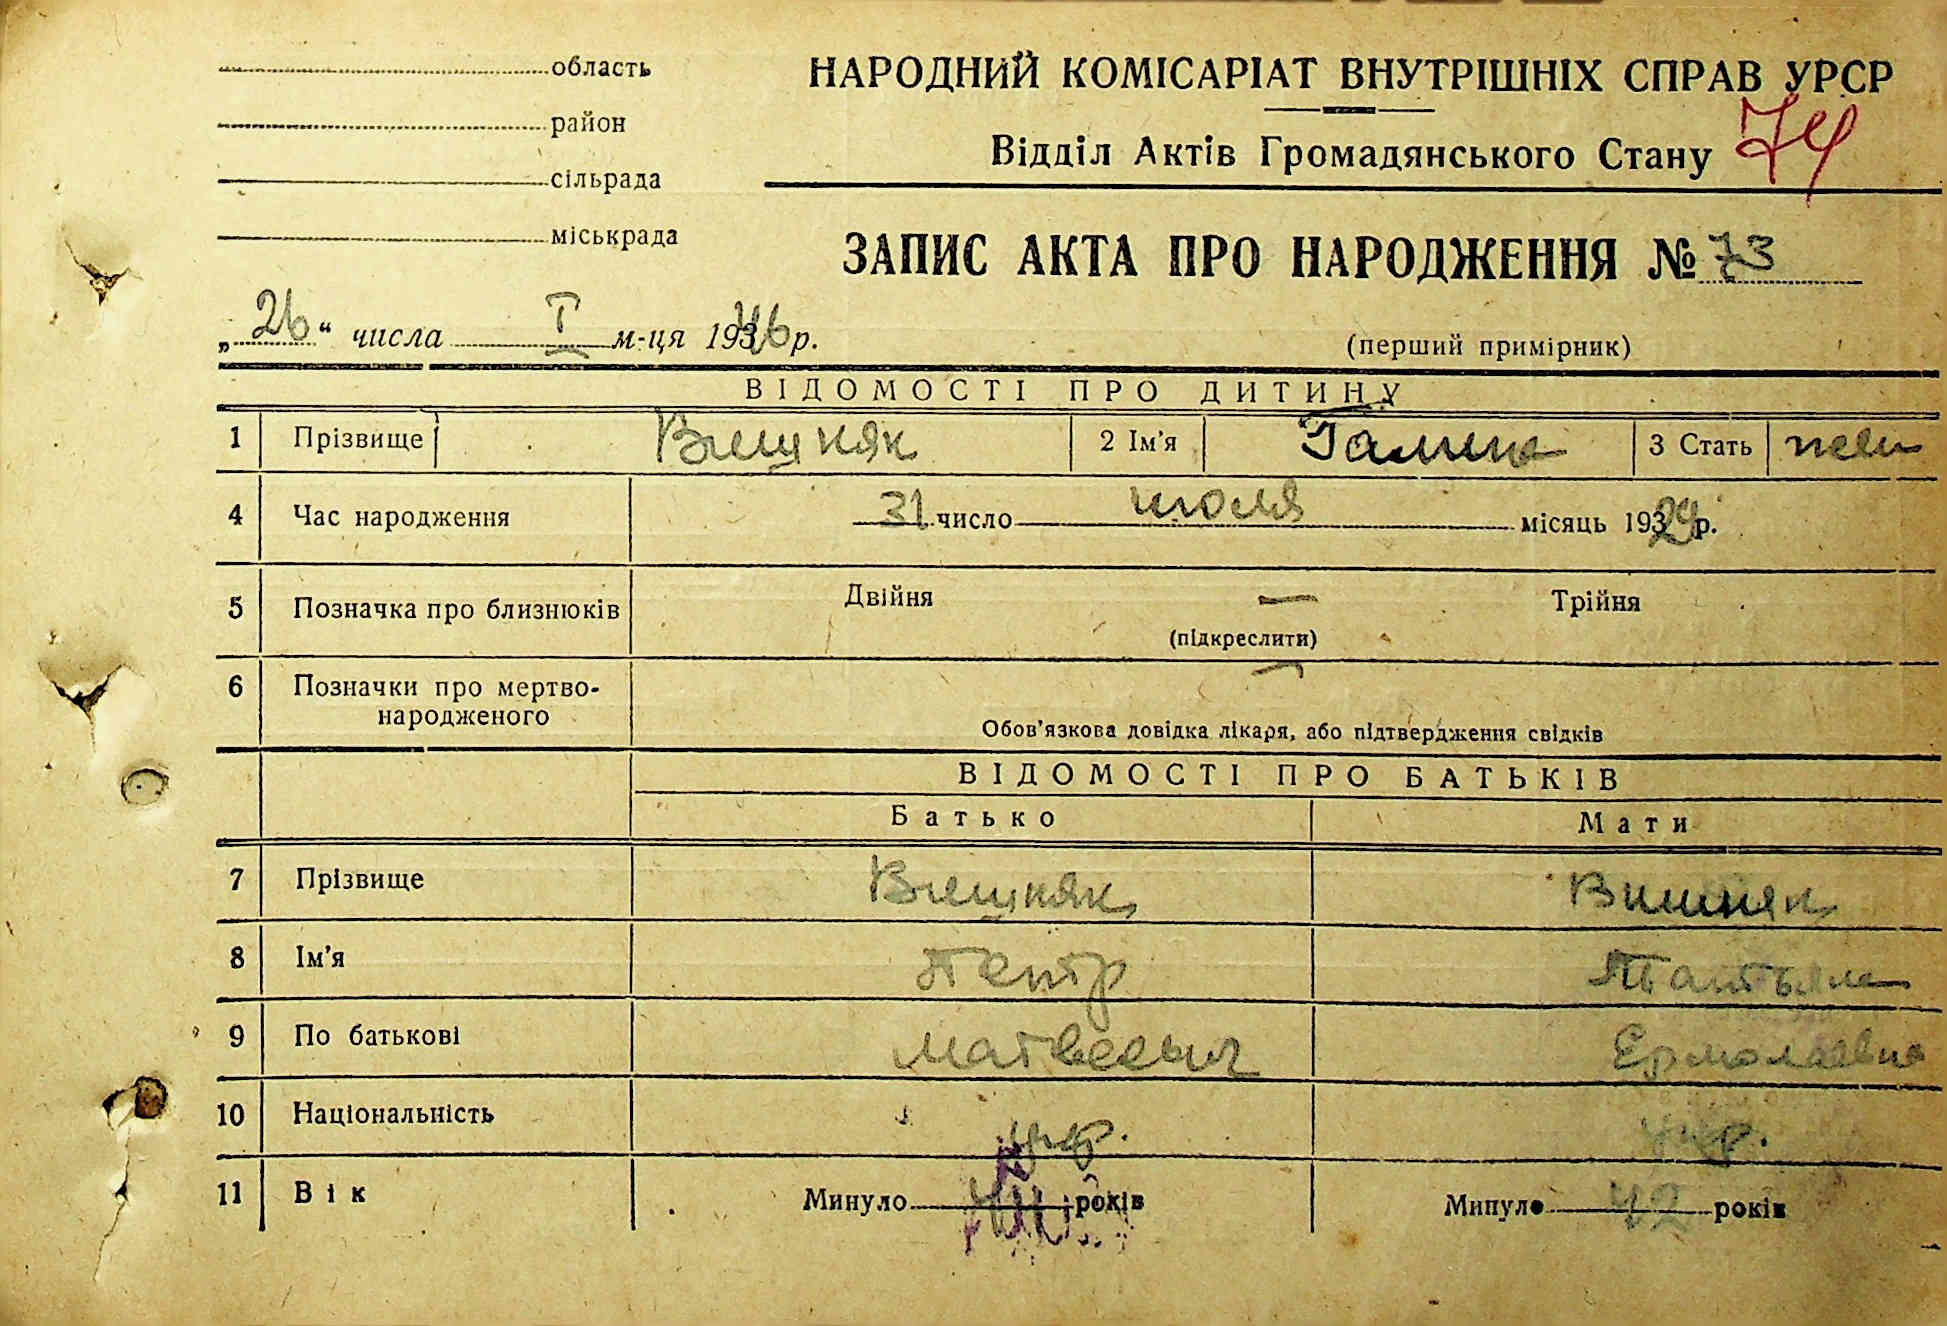 область
район
сільрада
міськрада
НАРОДНИЙ КОМІСАРІАТ ВНУТРІШНІХ СПРАВ УРСР
Відділ Актів Громадянського Стану 74
ЗАПИС АКТА ПРО НАРОДЖЕННЯ № 73
„26“ числа I м-ця 1946 р.
(перший примірник)
ВІДОМОСТІ ПРО ДИТИНУ
1 Прізвище Вишняк 2 Ім'я Галина 3 Стать жен
4 Час народження 31 число июля місяць 1929 р.
5 Позначка про близнюків Двійня — Трійня
(підкреслити)
6 Позначки про мертво-
народженого —
Обов'язкова довідка лікаря, або підтвердження свідків
ВІДОМОСТІ ПРО БАТЬКІВ
Батько Мати
7 Прізвище Вишняк Вишняк
8 Ім'я Петр Татьяна
9 По батькові Матвеевич Ермолаевна
10 Національність укр. укр.
11 Вік Минуло років Минуло 42 років